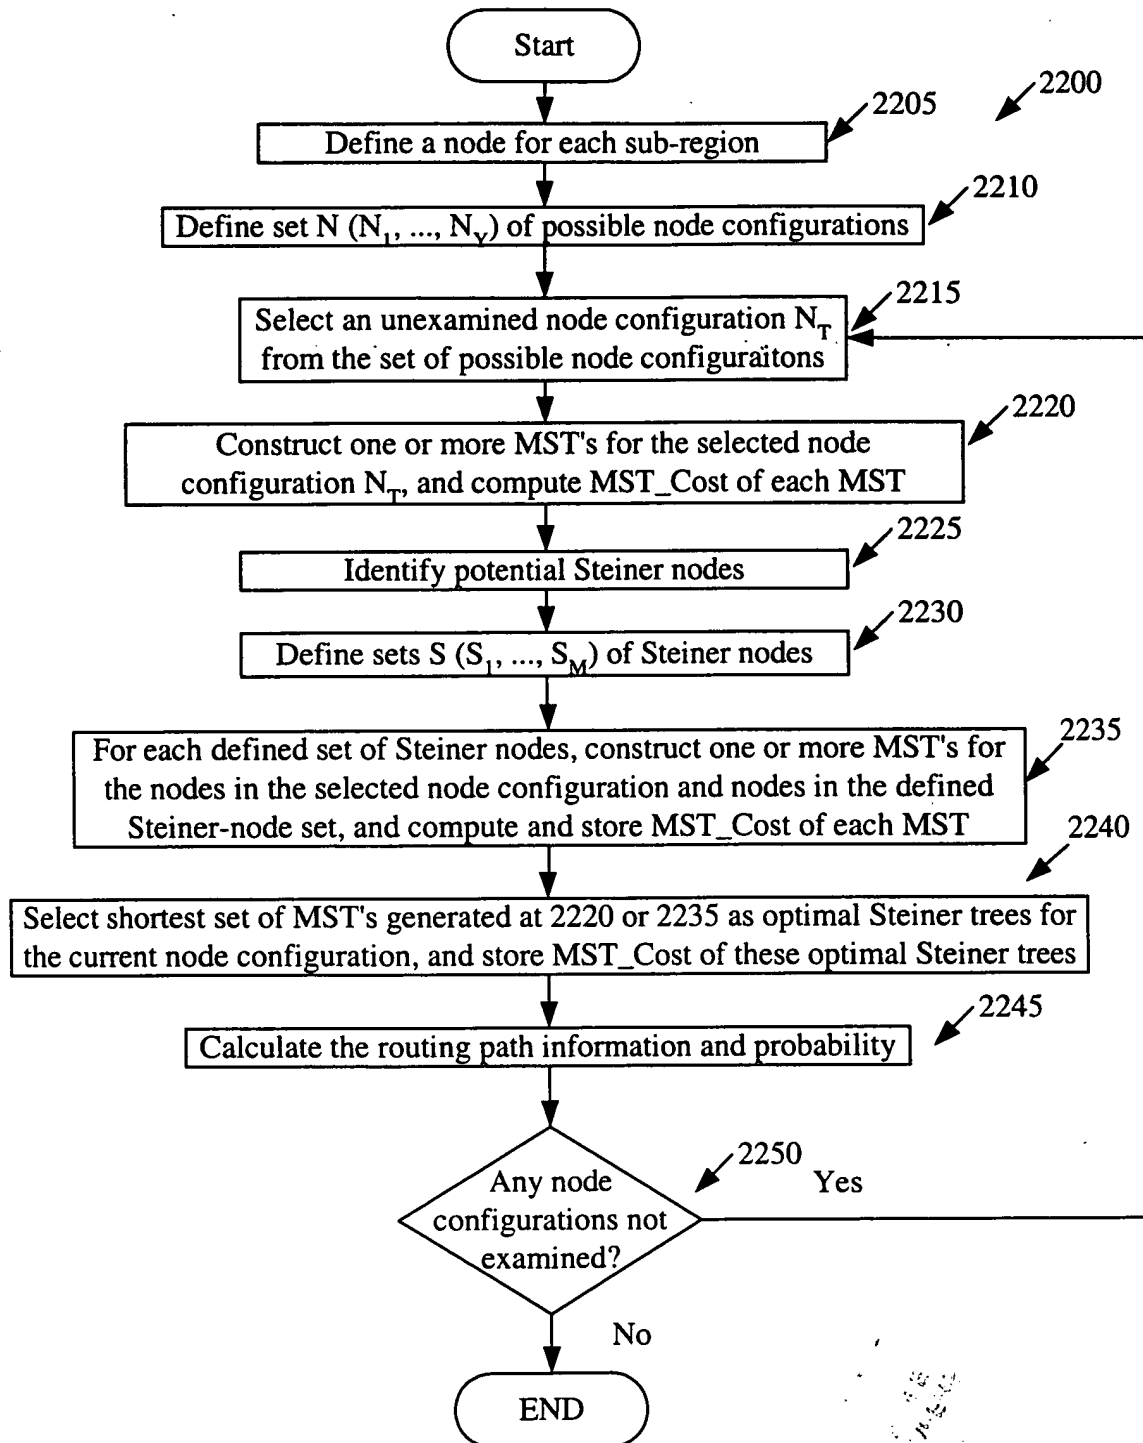 Start
2200
2205
Define a node for each sub-region
2210
Define set N (N1, ..., NY) of possible node configurations
2215
Select an unexamined node configuration NT
from the set of possible node configuraitons
2220
Construct one or more MST's for the selected node
configuration NT, and compute MST_Cost of each MST
2225
Identify potential Steiner nodes
2230
Define sets S (S1, ..., SM) of Steiner nodes
2235
For each defined set of Steiner nodes, construct one or more MST's for
the nodes in the selected node configuration and nodes in the defined
Steiner-node set, and compute and store MST_Cost of each MST
2240
Select shortest set of MST's generated at 2220 or 2235 as optimal Steiner trees for
the current node configuration, and store MST_Cost of these optimal Steiner trees
2245
Calculate the routing path information and probability
2250
Any node
configurations not
examined?
Yes
No
END